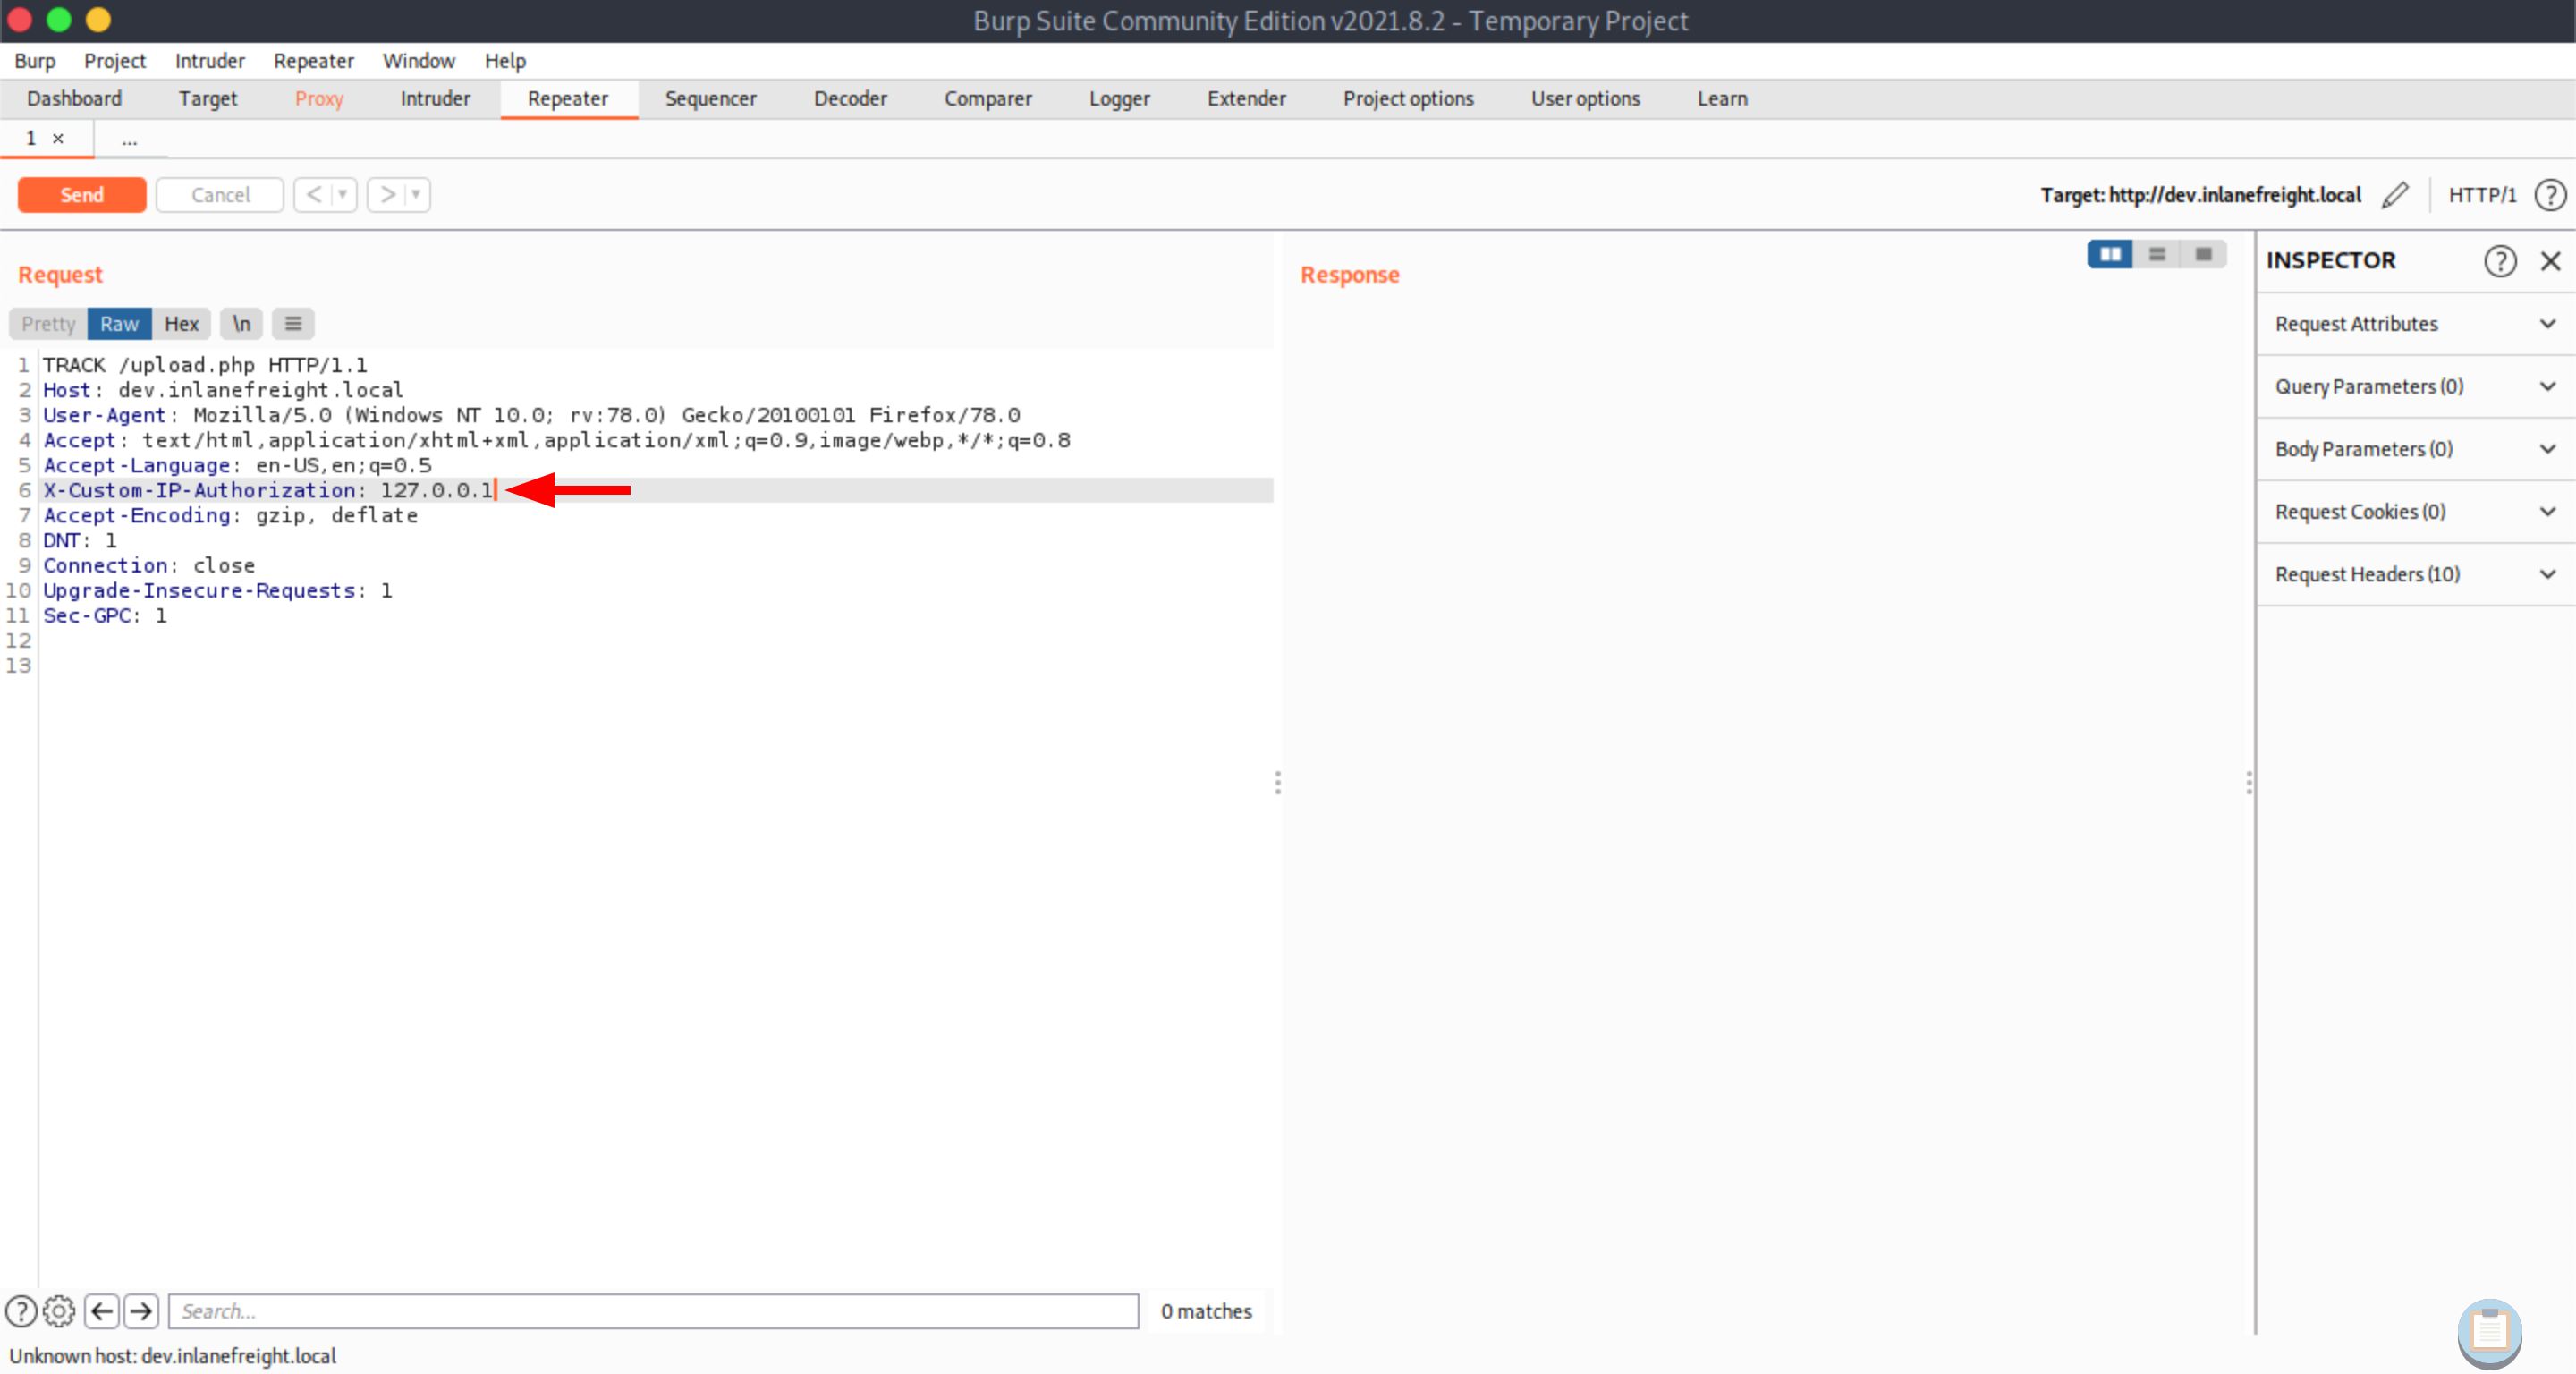 Burp Suite Community Edition v2021.8.2 - Temporary Project
Burp Project Intruder Repeater Window Help
Dashboard Target Proxy Intruder Repeater Sequencer Decoder Comparer Logger Extender Project options User options Learn
1 × ...
Send Cancel < > Target: http://dev.inlanefreight.local HTTP/1 ?
Request
Pretty Raw Hex \n
1 TRACK /upload.php HTTP/1.1
2 Host: dev.inlanefreight.local
3 User-Agent: Mozilla/5.0 (Windows NT 10.0; rv:78.0) Gecko/20100101 Firefox/78.0
4 Accept: text/html,application/xhtml+xml,application/xml;q=0.9,image/webp,*/*;q=0.8
5 Accept-Language: en-US,en;q=0.5
6 X-Custom-IP-Authorization: 127.0.0.1
7 Accept-Encoding: gzip, deflate
8 DNT: 1
9 Connection: close
10 Upgrade-Insecure-Requests: 1
11 Sec-GPC: 1
12
13
Response
INSPECTOR ?
Request Attributes
Query Parameters (0)
Body Parameters (0)
Request Cookies (0)
Request Headers (10)
? Search... 0 matches
Unknown host: dev.inlanefreight.local